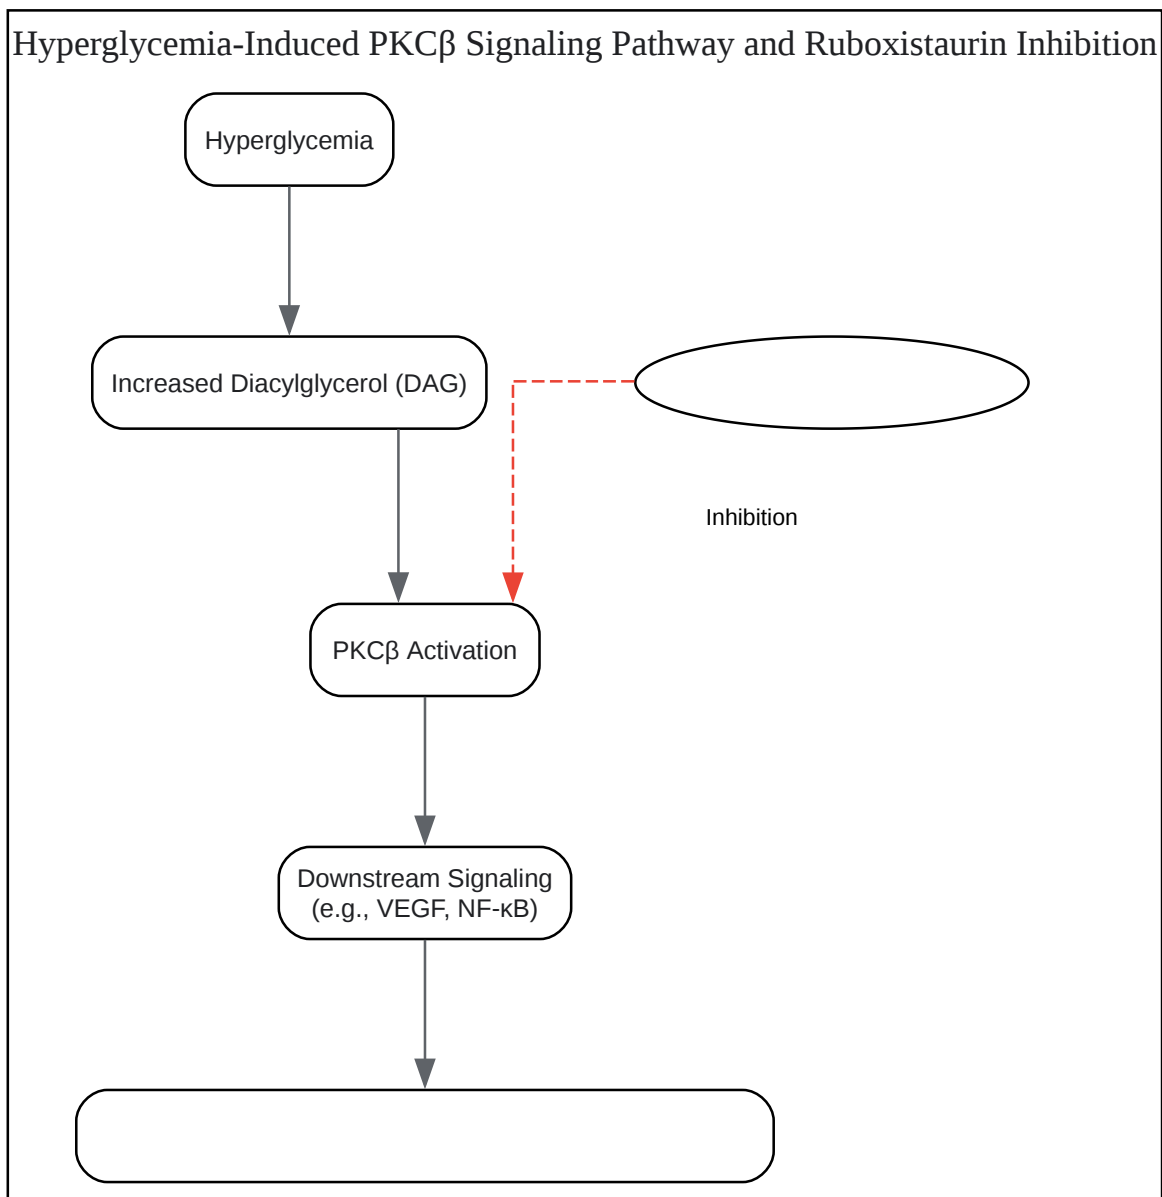 Hyperglycemia-Induced PKCβ Signaling Pathway and Ruboxistaurin Inhibition
Hyperglycemia
Increased Diacylglycerol (DAG)
Inhibition
PKCβ Activation
Downstream Signaling
(e.g., VEGF, NF-κB)